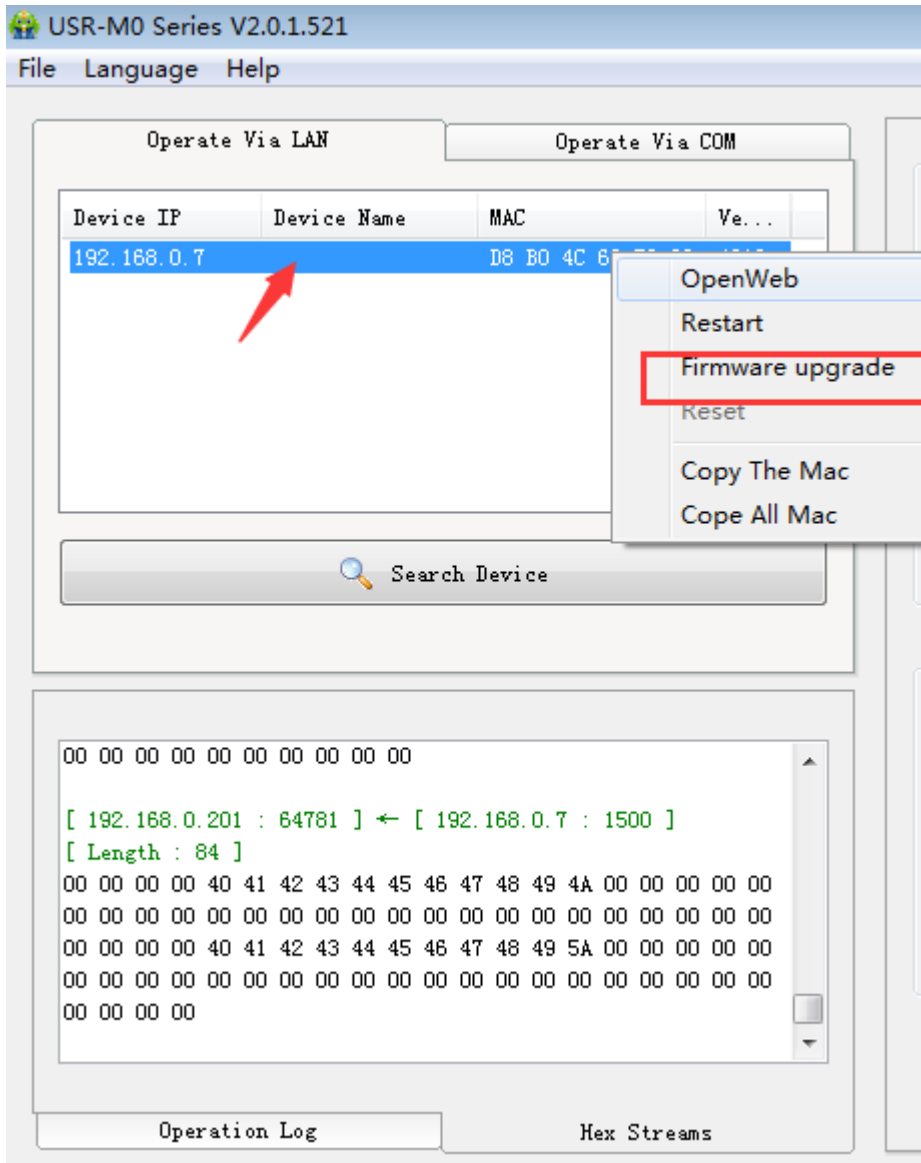 USR-M0 Series V2.0.1.521
File Language Help
Operate Via LAN Operate Via COM
Device IP Device Name MAC Ve...
192.168.0.7 D8 B0 4C
OpenWeb
Restart
Firmware upgrade
Reset
Copy The Mac
Cope All Mac
Search Device
00 00 00 00 00 00 00 00 00 00
[ 192.168.0.201 : 64781 ] ← [ 192.168.0.7 : 1500 ]
[ Length : 84 ]
00 00 00 00 40 41 42 43 44 45 46 47 48 49 4A 00 00 00 00 00
00 00 00 00 00 00 00 00 00 00 00 00 00 00 00 00 00 00 00 00
00 00 00 00 40 41 42 43 44 45 46 47 48 49 5A 00 00 00 00 00
00 00 00 00 00 00 00 00 00 00 00 00 00 00 00 00 00 00 00 00
00 00 00 00
Operation Log Hex Streams